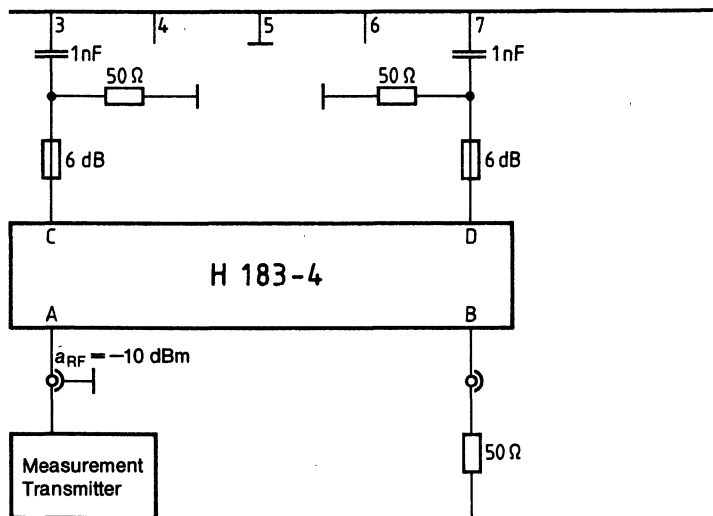 3 4 5 6 7
1nF 1nF
50 Ω 50 Ω
6 dB 6 dB
C D
H 183-4
A B
aRF = −10 dBm
50 Ω
Measurement
Transmitter